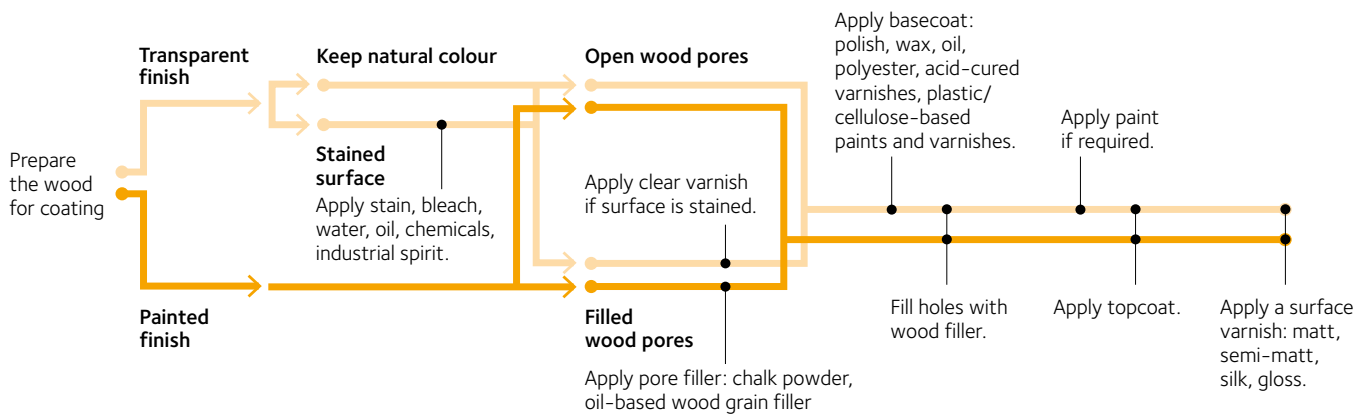 Prepare
the wood
for coating
Transparent
finish
Painted
finish
Keep natural colour
Stained
surface
Apply stain, bleach,
water, oil, chemicals,
industrial spirit.
Open wood pores
Apply clear varnish
if surface is stained.
Filled
wood pores
Apply pore filler: chalk powder,
oil-based wood grain filler
Apply basecoat:
polish, wax, oil,
polyester, acid-cured
varnishes, plastic/
cellulose-based
paints and varnishes.
Fill holes with
wood filler.
Apply paint
if required.
Apply topcoat.
Apply a surface
varnish: matt,
semi-matt,
silk, gloss.